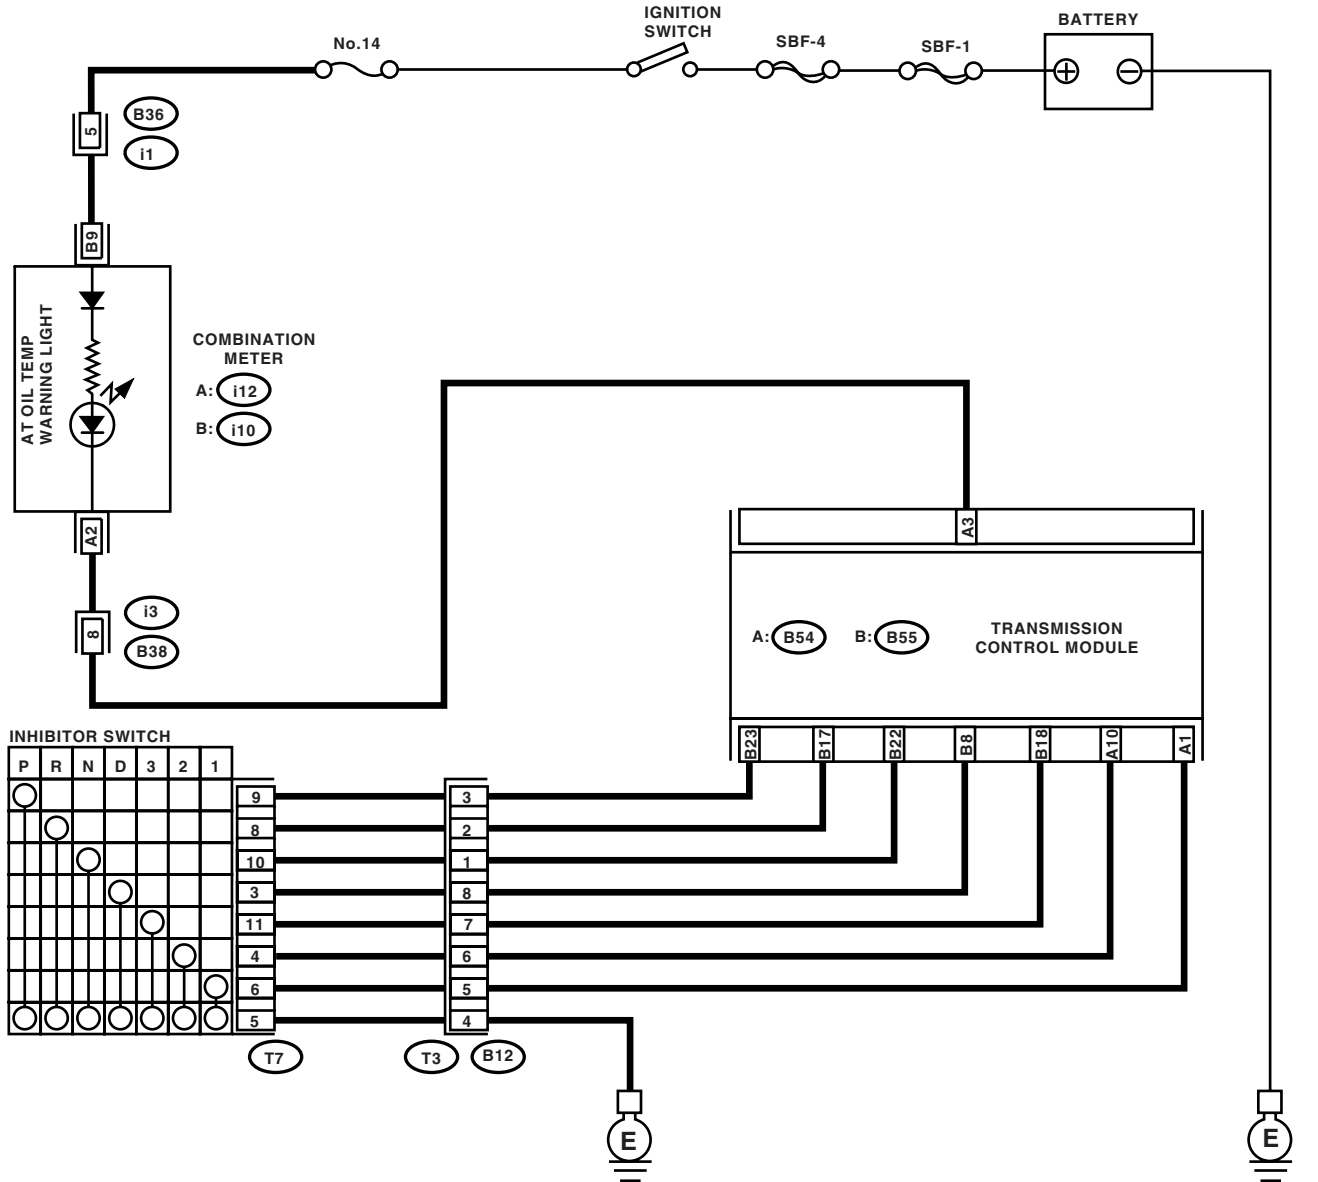 IGNITION
SWITCH
BATTERY
No.14
SBF-4
SBF-1
5
B36
i1
B9
AT OIL TEMP
WARNING LIGHT
COMBINATION
METER
A: i12
B: i10
A2
8
i3
B38
A3
A: B54
B: B55
TRANSMISSION
CONTROL MODULE
B23
B17
B22
B8
B18
A10
A1
INHIBITOR SWITCH
P R N D 3 2 1
9 3
8 2
10 1
3 8
11 7
4 6
6 5
5 4
T7
T3
B12
E
E